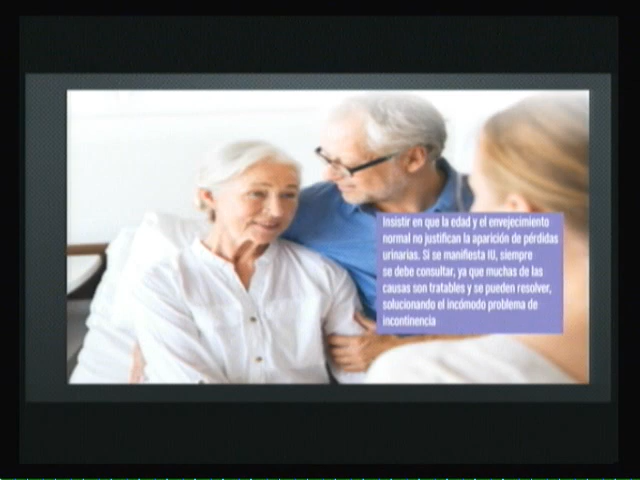 Insistir en que la edad y el envejecimiento
normal no justifican la aparición de pérdidas
urinarias. Si se manifiesta IU, siempre
se debe consultar, ya que muchas de las
causas son tratables y se pueden resolver,
solucionando el incómodo problema de
incontinencia